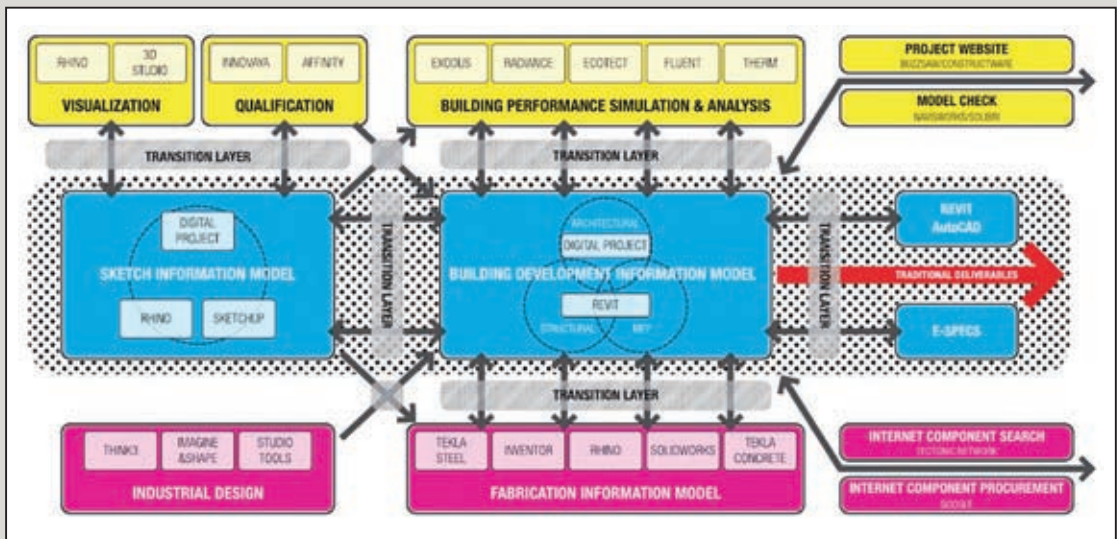 RHINO
3D
STUDIO
VISUALIZATION
INNOVAYA
AFFINITY
QUALIFICATION
EXODUS
RADIANCE
ECOTECT
FLUENT
THERM
BUILDING PERFORMANCE SIMULATION & ANALYSIS
PROJECT WEBSITE
BUZZSAW/CONSTRUCTWARE
MODEL CHECK
NAVISWORKS/SOLIBRI
TRANSITION LAYER
TRANSITION LAYER
DIGITAL
PROJECT
SKETCH INFORMATION MODEL
RHINO
SKETCHUP
TRANSITION LAYER
ARCHITECTURAL
DIGITAL PROJECT
BUILDING DEVELOPMENT INFORMATION MODEL
REVIT
STRUCTURAL
MEP
TRANSITION LAYER
REVIT
AutoCAD
TRADITIONAL DELIVERABLES
E-SPECS
TRANSITION LAYER
THINK3
IMAGINE
&SHAPE
STUDIO
TOOLS
INDUSTRIAL DESIGN
TEKLA
STEEL
INVENTOR
RHINO
SOLIDWORKS
TEKLA
CONCRETE
FABRICATION INFORMATION MODEL
INTERNET COMPONENT SEARCH
TECTONIC NETWORK
INTERNET COMPONENT PROCUREMENT